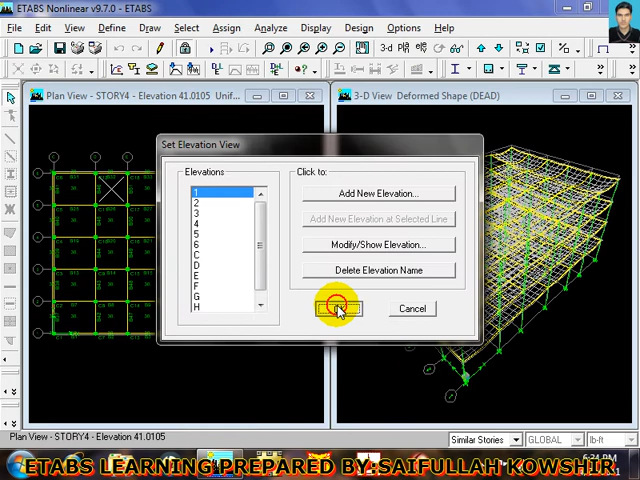 ETABS Nonlinear v9.7.0 - ETABS
File Edit View Define Draw Select Assign Analyze Display Design Options Help
Plan View - STORY4 - Elevation 41.0105 Unif...
3-D View Deformed Shape (DEAD)
Set Elevation View
Elevations
1
2
3
4
5
6
C
D
E
F
G
H
Click to:
Add New Elevation...
Add New Elevation at Selected Line
Modify/Show Elevation...
Delete Elevation Name
Cancel
Plan View - STORY4 - Elevation 41.0105
Similar Stories
GLOBAL
lb-ft
ETABS LEARNING PREPARED BY:SAIFULLAH KOWSHIR